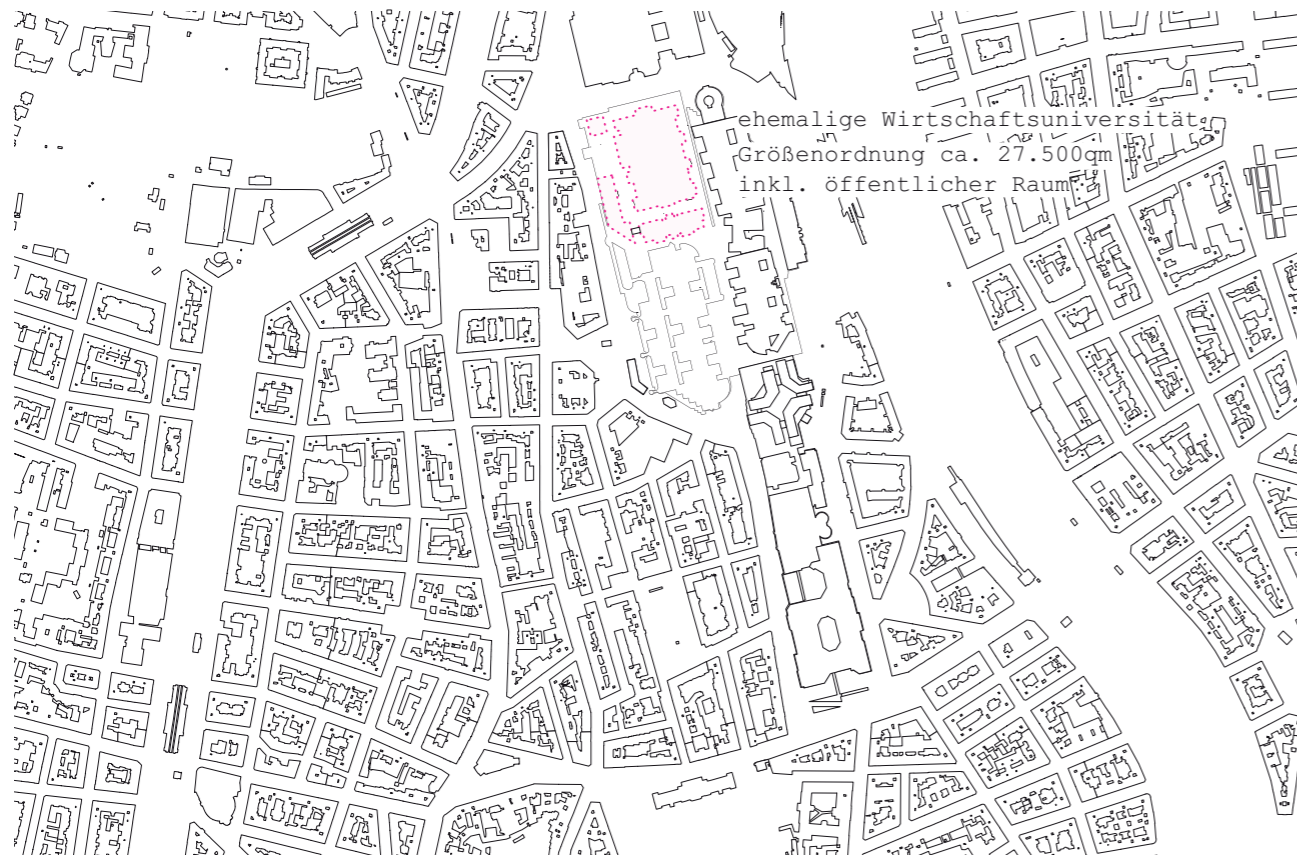 ehemalige Wirtschaftsuniversität
Größenordnung ca. 27.500qm
inkl. öffentlicher Raum